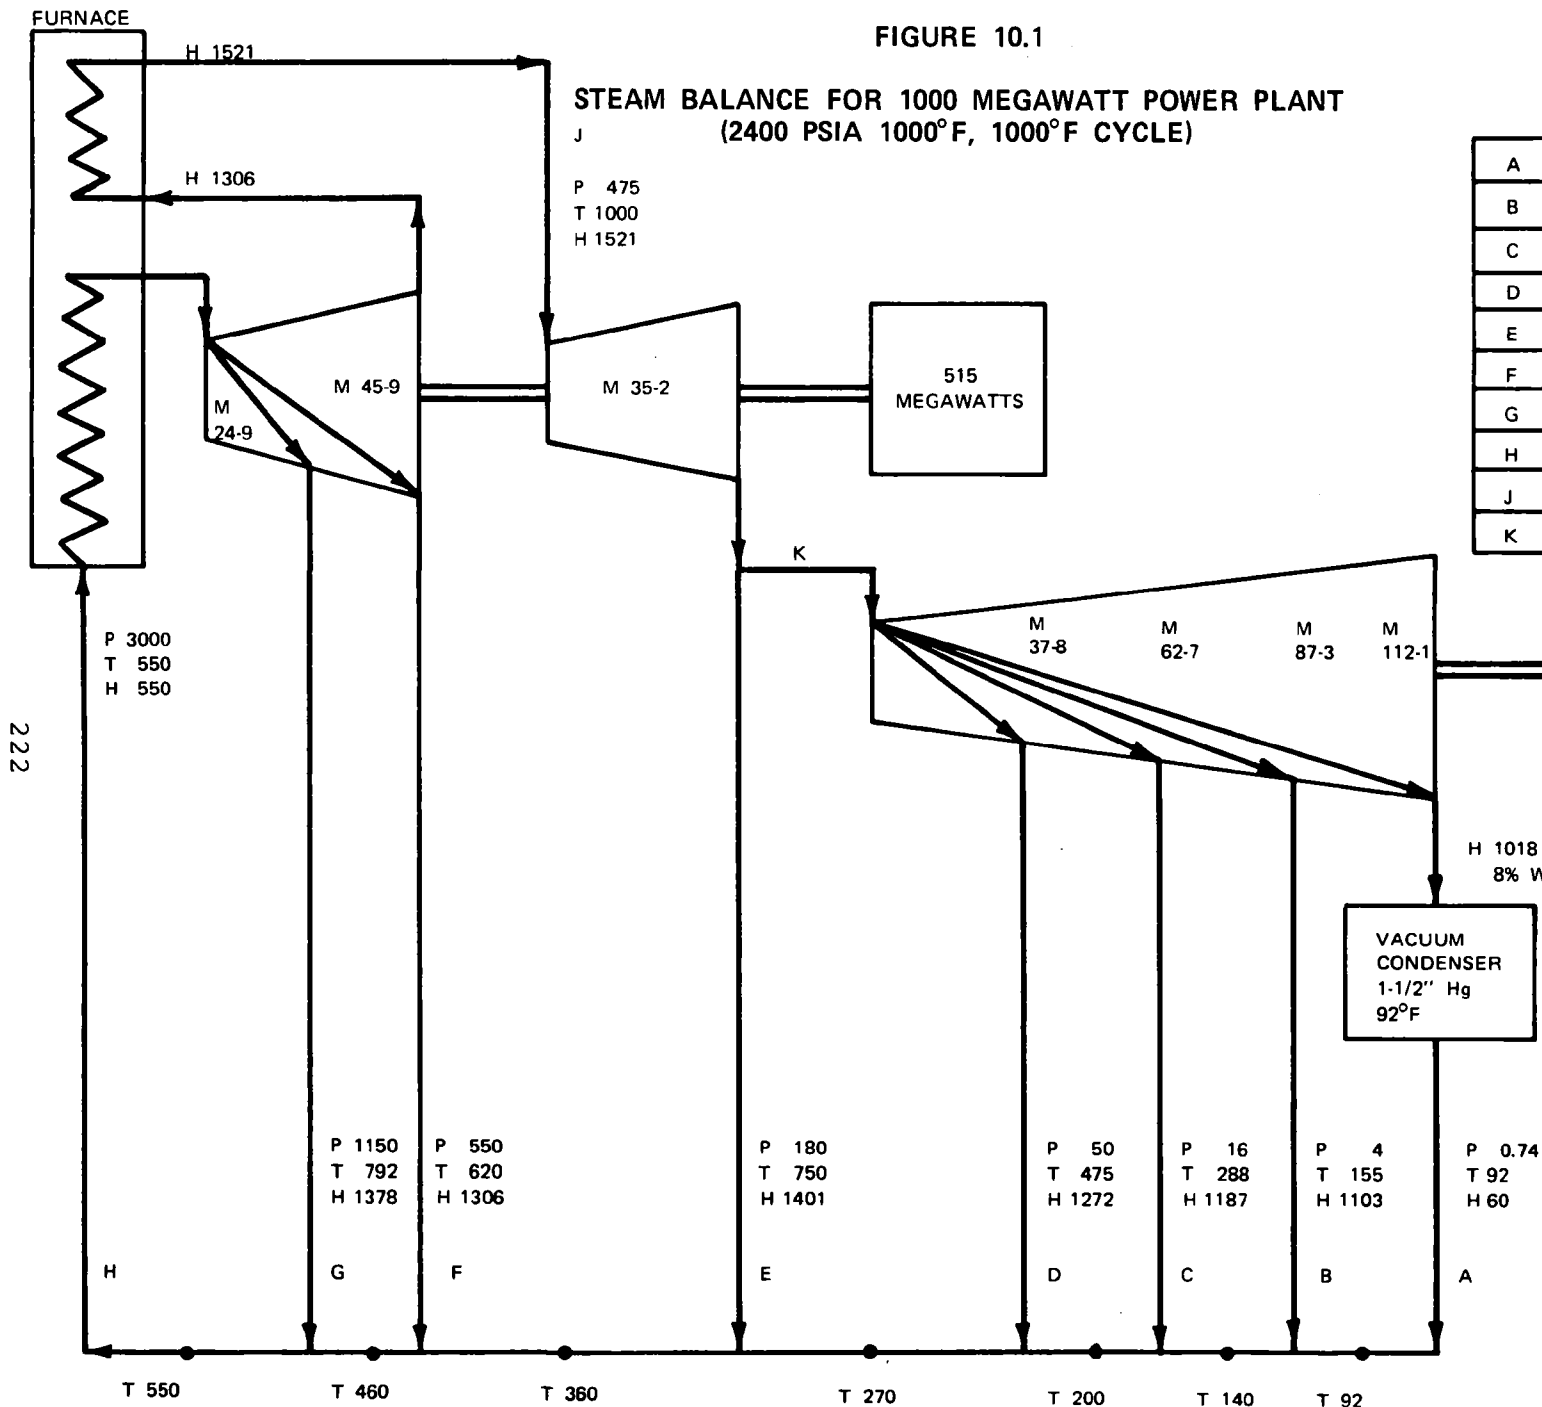 FURNACE
FIGURE 10.1
H 1521
STEAM BALANCE FOR 1000 MEGAWATT POWER PLANT
(2400 PSIA 1000°F, 1000°F CYCLE)
J
P 475
T 1000
H 1521
H 1306
A
B
C
D
E
F
G
H
J
K
M 45-9
M
24-9
M 35-2
515
MEGAWATTS
K
M
37-8
M
62-7
M
87-3
M
112-1
P 3000
T 550
H 550
222
H 1018
8%
VACUUM
CONDENSER
1-1/2" Hg
92°F
P 1150
T 792
H 1378
P 550
T 620
H 1306
P 180
T 750
H 1401
P 50
T 475
H 1272
P 16
T 288
H 1187
P 4
T 155
H 1103
P 0.74
T 92
H 60
H
G
F
E
D
C
B
A
T 550
T 460
T 360
T 270
T 200
T 140
T 92